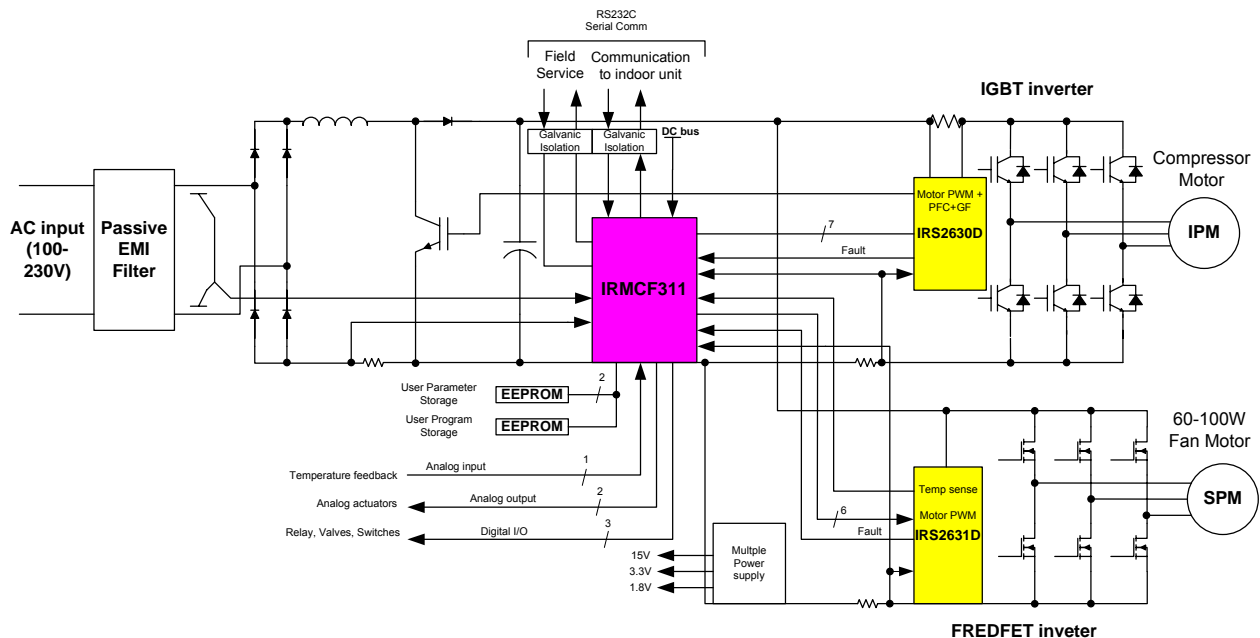 RS232C
Serial Comm
Field
Service
Communication
to indoor unit
IGBT inverter
Galvanic
Isolation
Galvanic
Isolation
DC bus
Compressor
Motor
AC input
(100-
230V)
Passive
EMI
Filter
Motor PWM +
PFC+GF
IRS2630D
7
Fault
IPM
IRMCF311
User Parameter
Storage
EEPROM
2
User Program
Storage
EEPROM
60-100W
Fan Motor
Temperature feedback
Analog input
1
Analog actuators
Analog output
2
Relay, Valves, Switches
Digital I/O
3
Temp sense
6
Motor PWM
Fault
IRS2631D
SPM
15V
3.3V
1.8V
Multple
Power
supply
FREDFET inveter